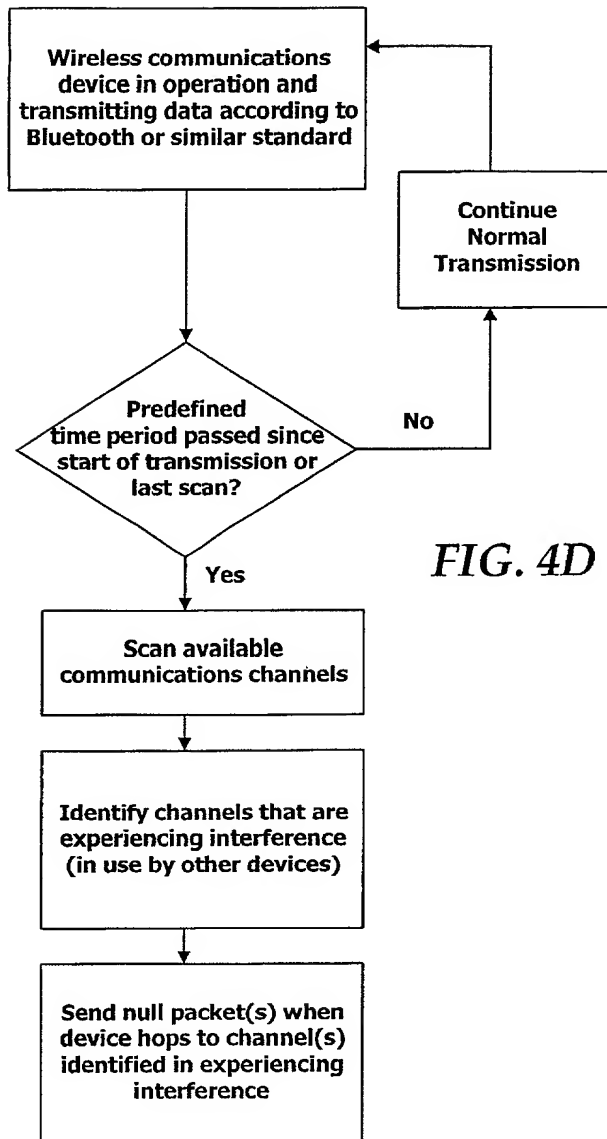 Wireless communications
device in operation and
transmitting data according to
Bluetooth or similar standard
Continue
Normal
Transmission
Predefined
time period passed since
start of transmission or
last scan?
No
Yes
FIG. 4D
Scan available
communications channels
Identify channels that are
experiencing interference
(in use by other devices)
Send null packet(s) when
device hops to channel(s)
identified in experiencing
interference